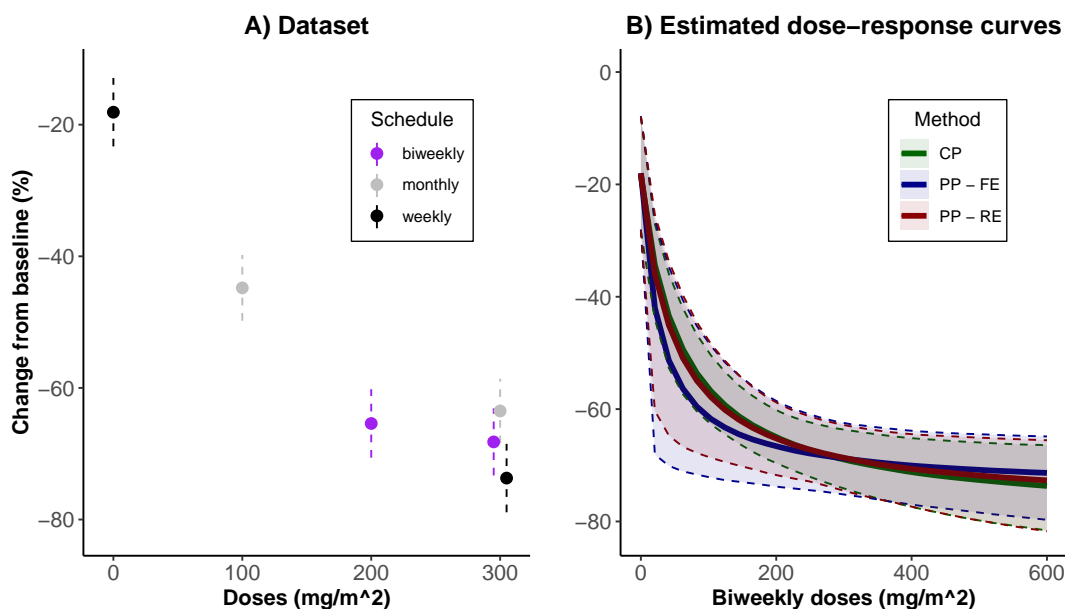 A) Dataset
Change from baseline (%)
−20
−40
−60
−80
0
100
200
300
Doses (mg/m^2)
Schedule
biweekly
monthly
weekly
B) Estimated dose−response curves
0
−20
−40
−60
−80
0
200
400
600
Biweekly doses (mg/m^2)
Method
CP
PP − FE
PP − RE